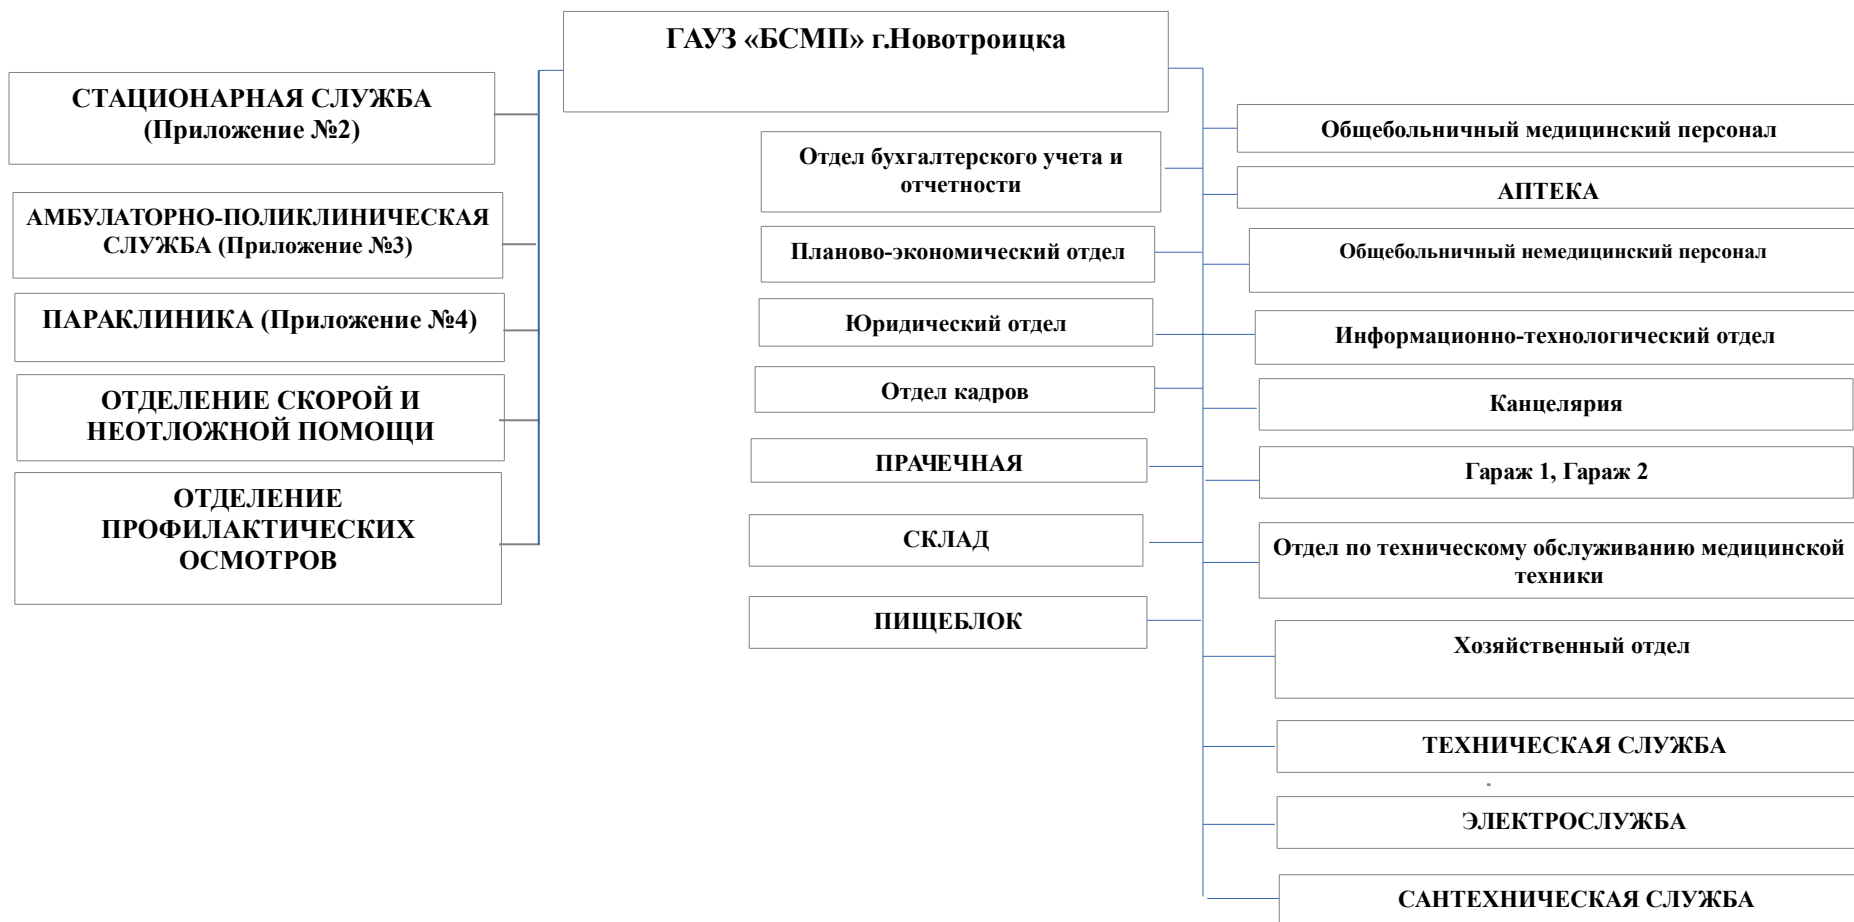 ГАУЗ «БСМП» г.Новотроицка
СТАЦИОНАРНАЯ СЛУЖБА
(Приложение №2)
АМБУЛАТОРНО-ПОЛИКЛИНИЧЕСКАЯ
СЛУЖБА (Приложение №3)
ПАРАКЛИНИКА (Приложение №4)
ОТДЕЛЕНИЕ СКОРОЙ И
НЕОТЛОЖНОЙ ПОМОЩИ
ОТДЕЛЕНИЕ
ПРОФИЛАКТИЧЕСКИХ
ОСМОТРОВ
Отдел бухгалтерского учета и
отчетности
Планово-экономический отдел
Юридический отдел
Отдел кадров
ПРАЧЕЧНАЯ
СКЛАД
ПИЩЕБЛОК
Общебольничный медицинский персонал
АПТЕКА
Общебольничный немедицинский персонал
Информационно-технологический отдел
Канцелярия
Гараж 1, Гараж 2
Отдел по техническому обслуживанию медицинской
техники
Хозяйственный отдел
ТЕХНИЧЕСКАЯ СЛУЖБА
ЭЛЕКТРОСЛУЖБА
САНТЕХНИЧЕСКАЯ СЛУЖБА